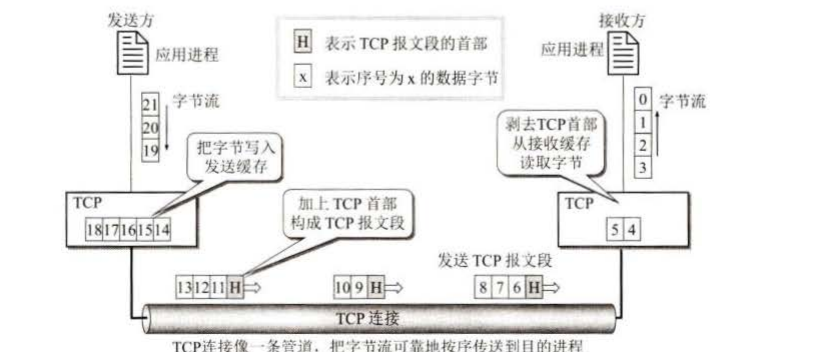 发送方
接收方
应用进程
应用进程
H 表示 TCP 报文段的首部
x 表示序号为 x 的数据字节
21
20
19
字节流
0
1
2
3
字节流
把字节写入
发送缓存
剥去TCP首部
从接收缓存
读取字节
TCP
18 17 16 15 14
加上 TCP 首部
构成 TCP 报文段
TCP
5 4
发送 TCP 报文段
13 12 11 H
10 9 H
8 7 6 H
TCP 连接
TCP连接像一条管道，把字节流可靠地按序传送到目的进程